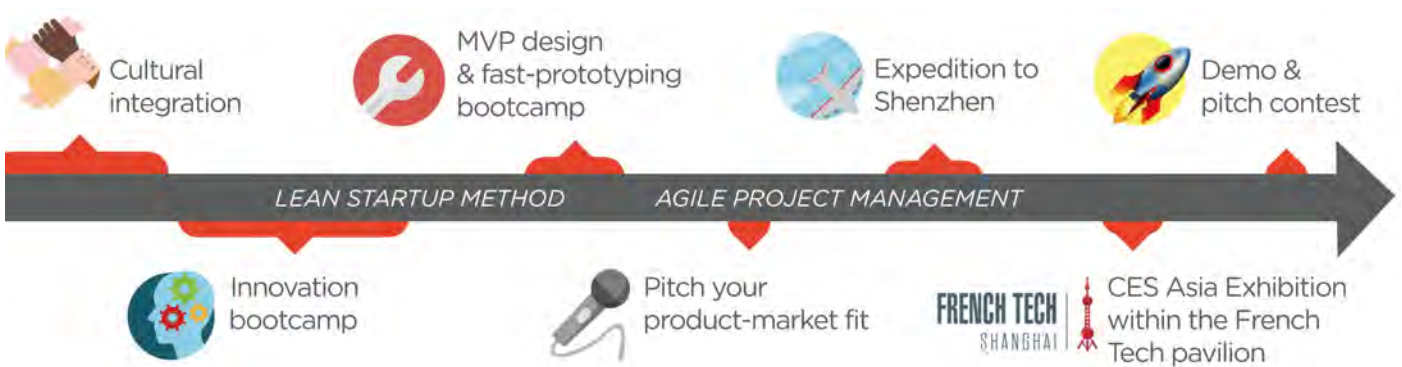 Cultural
integration
MVP design
& fast-prototyping
bootcamp
Expedition to
Shenzhen
Demo &
pitch contest
LEAN STARTUP METHOD
AGILE PROJECT MANAGEMENT
Innovation
bootcamp
Pitch your
product-market fit
FRENCH TECH
SHANGHAI
CES Asia Exhibition
within the French
Tech pavilion